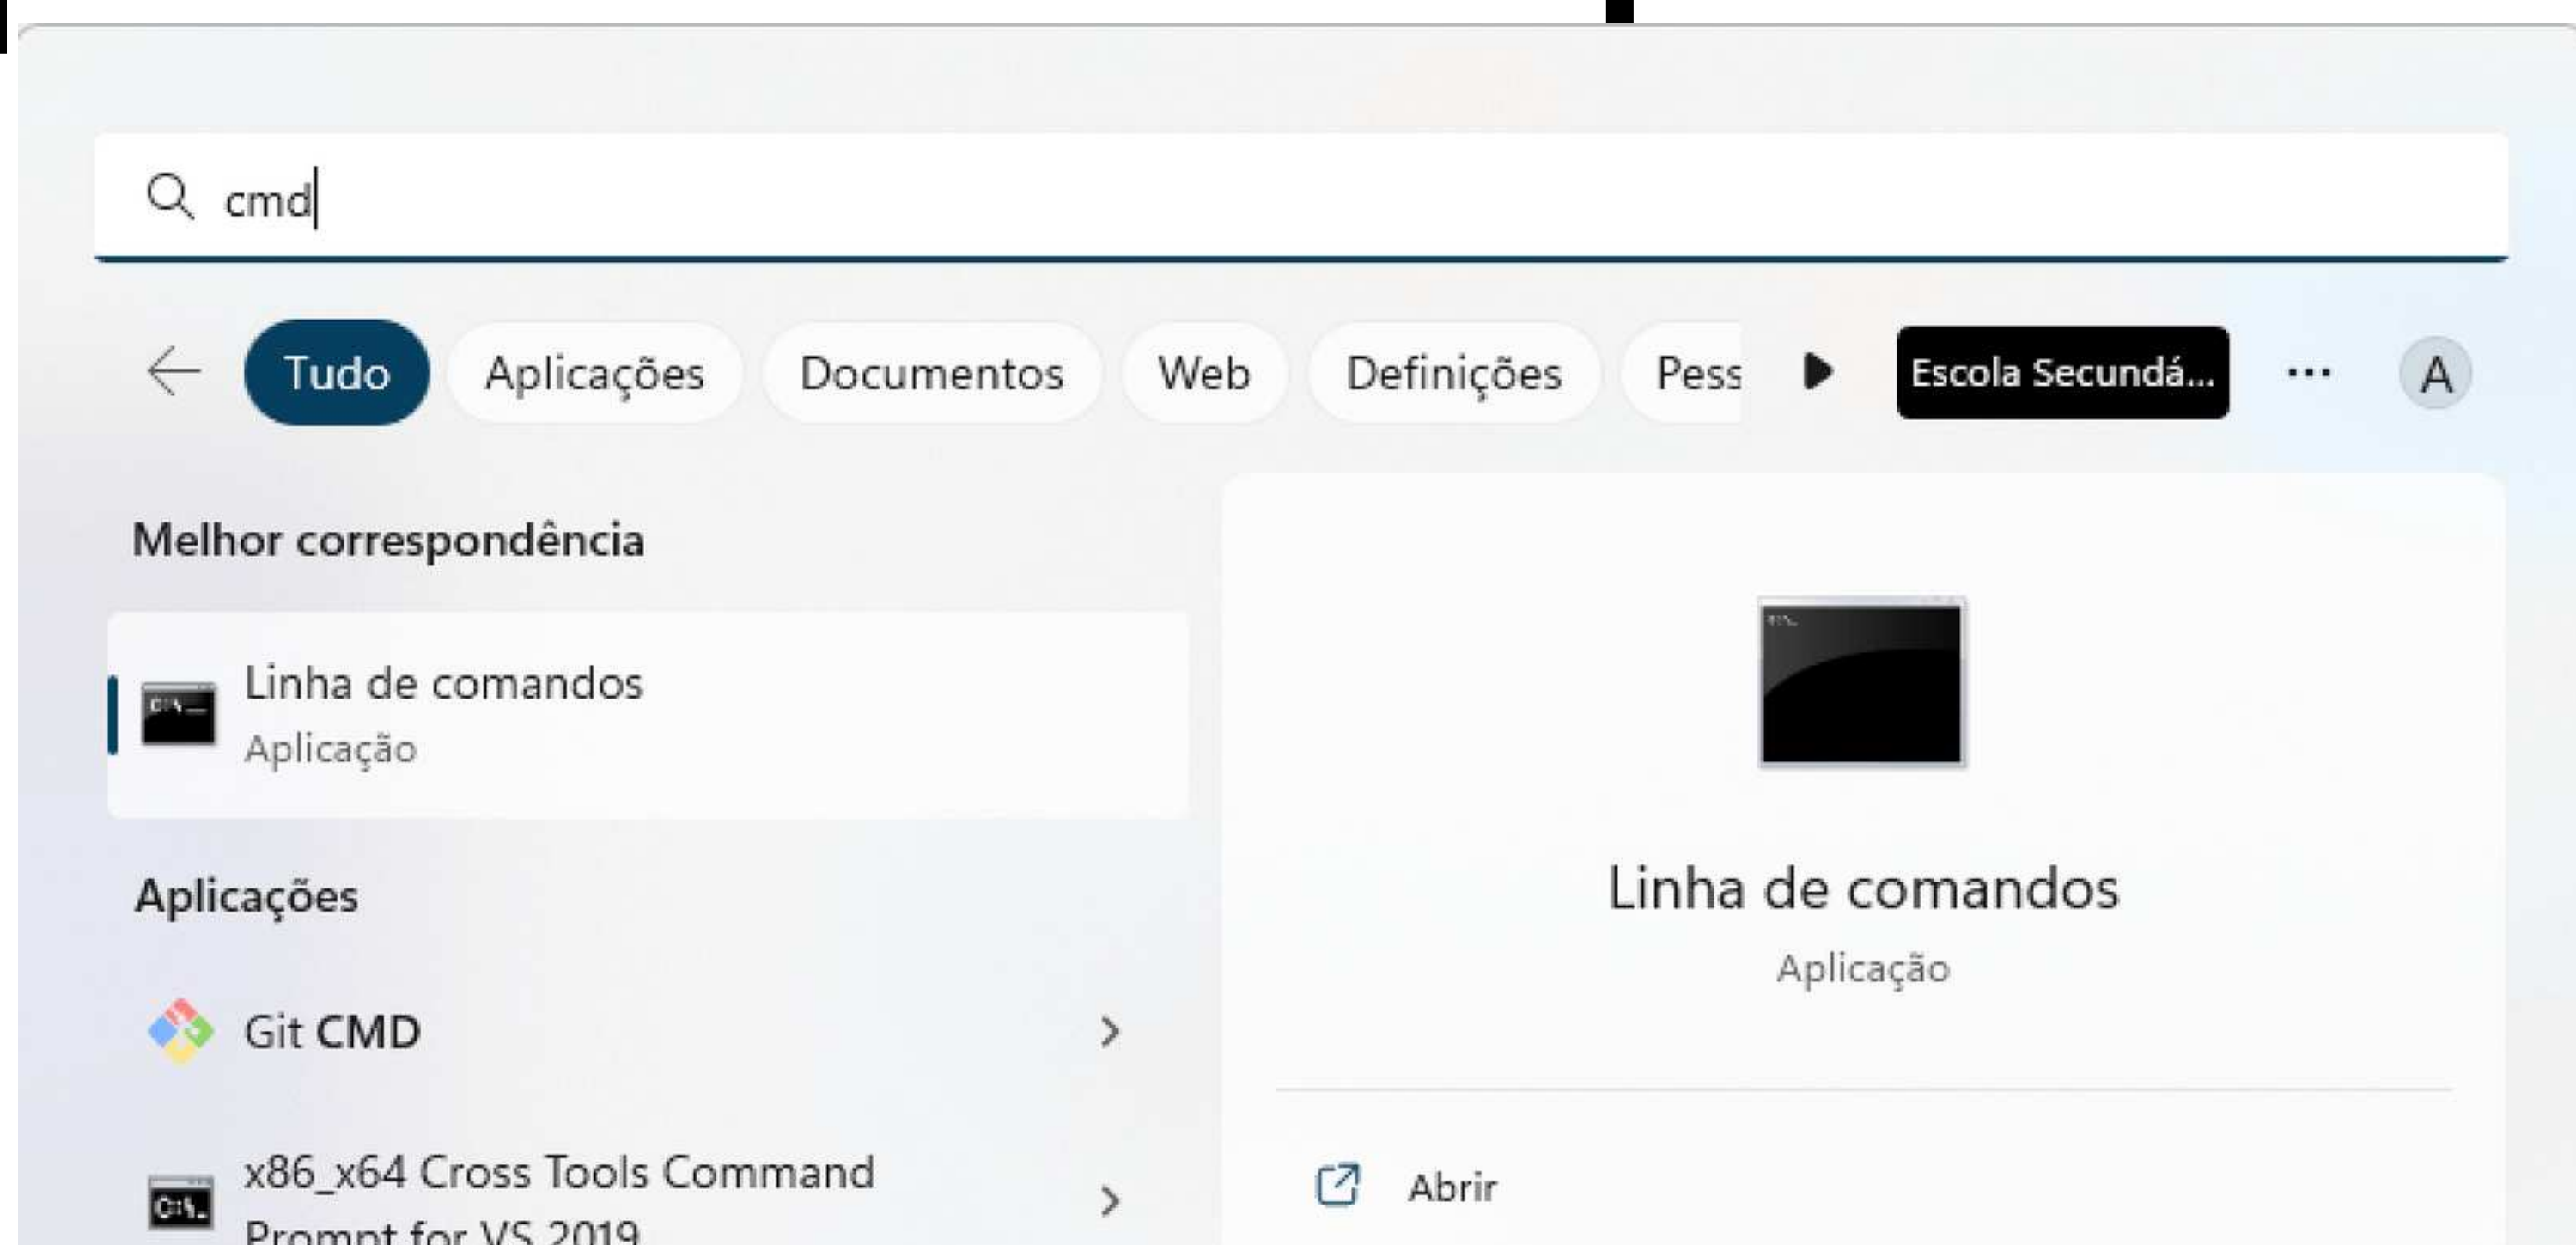 cmd
Tudo
Aplicações
Documentos
Web
Definições
Pess
Escola Secundá...
...
A
Melhor correspondência
Linha de comandos
Aplicação
Aplicações
Git CMD
x86_x64 Cross Tools Command
Prompt for VS 2019
Linha de comandos
Aplicação
Abrir